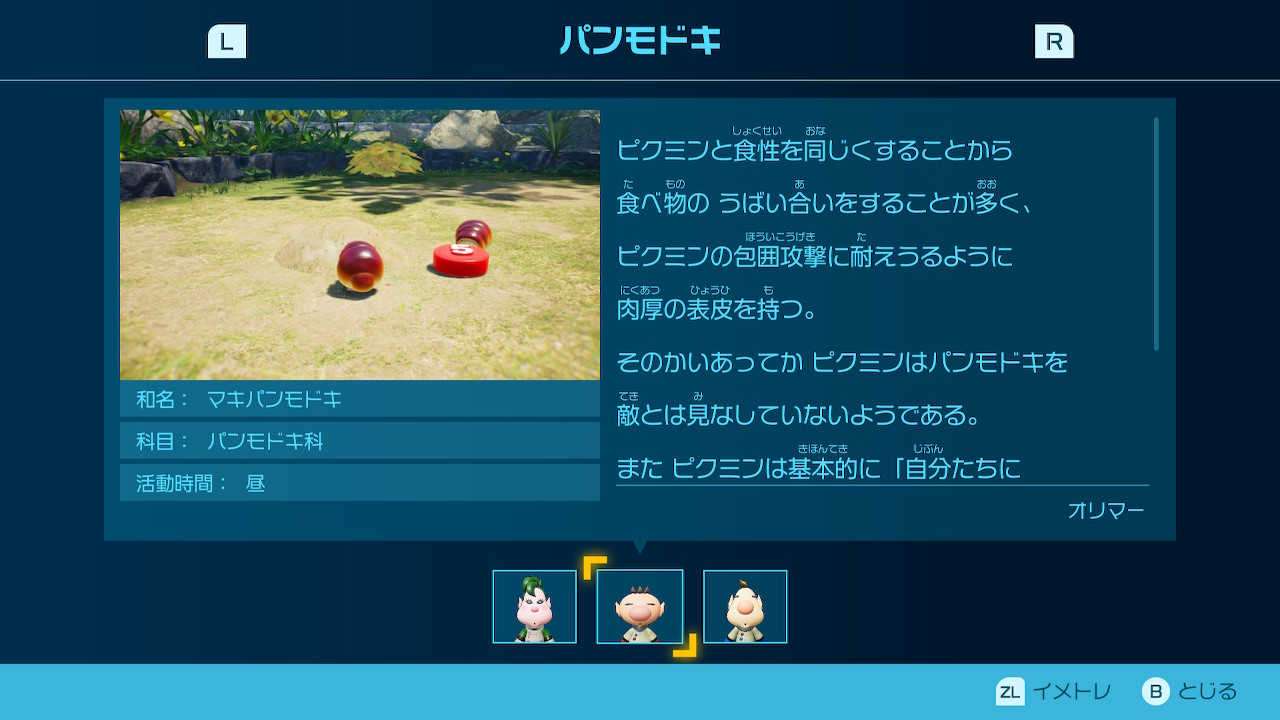 L
パンモドキ
R
ピクミンと食性を同じくすることから
食べ物の うばい合いをすることが多く、
ピクミンの包囲攻撃に耐えうるように
肉厚の表皮を持つ。
そのかいあってか ピクミンはパンモドキを
敵とは見なしていないようである。
また ピクミンは基本的に「自分たちに
オリマー
5
和名： マキパンモドキ
科目： パンモドキ科
活動時間： 昼
ZL イメトレ B とじる